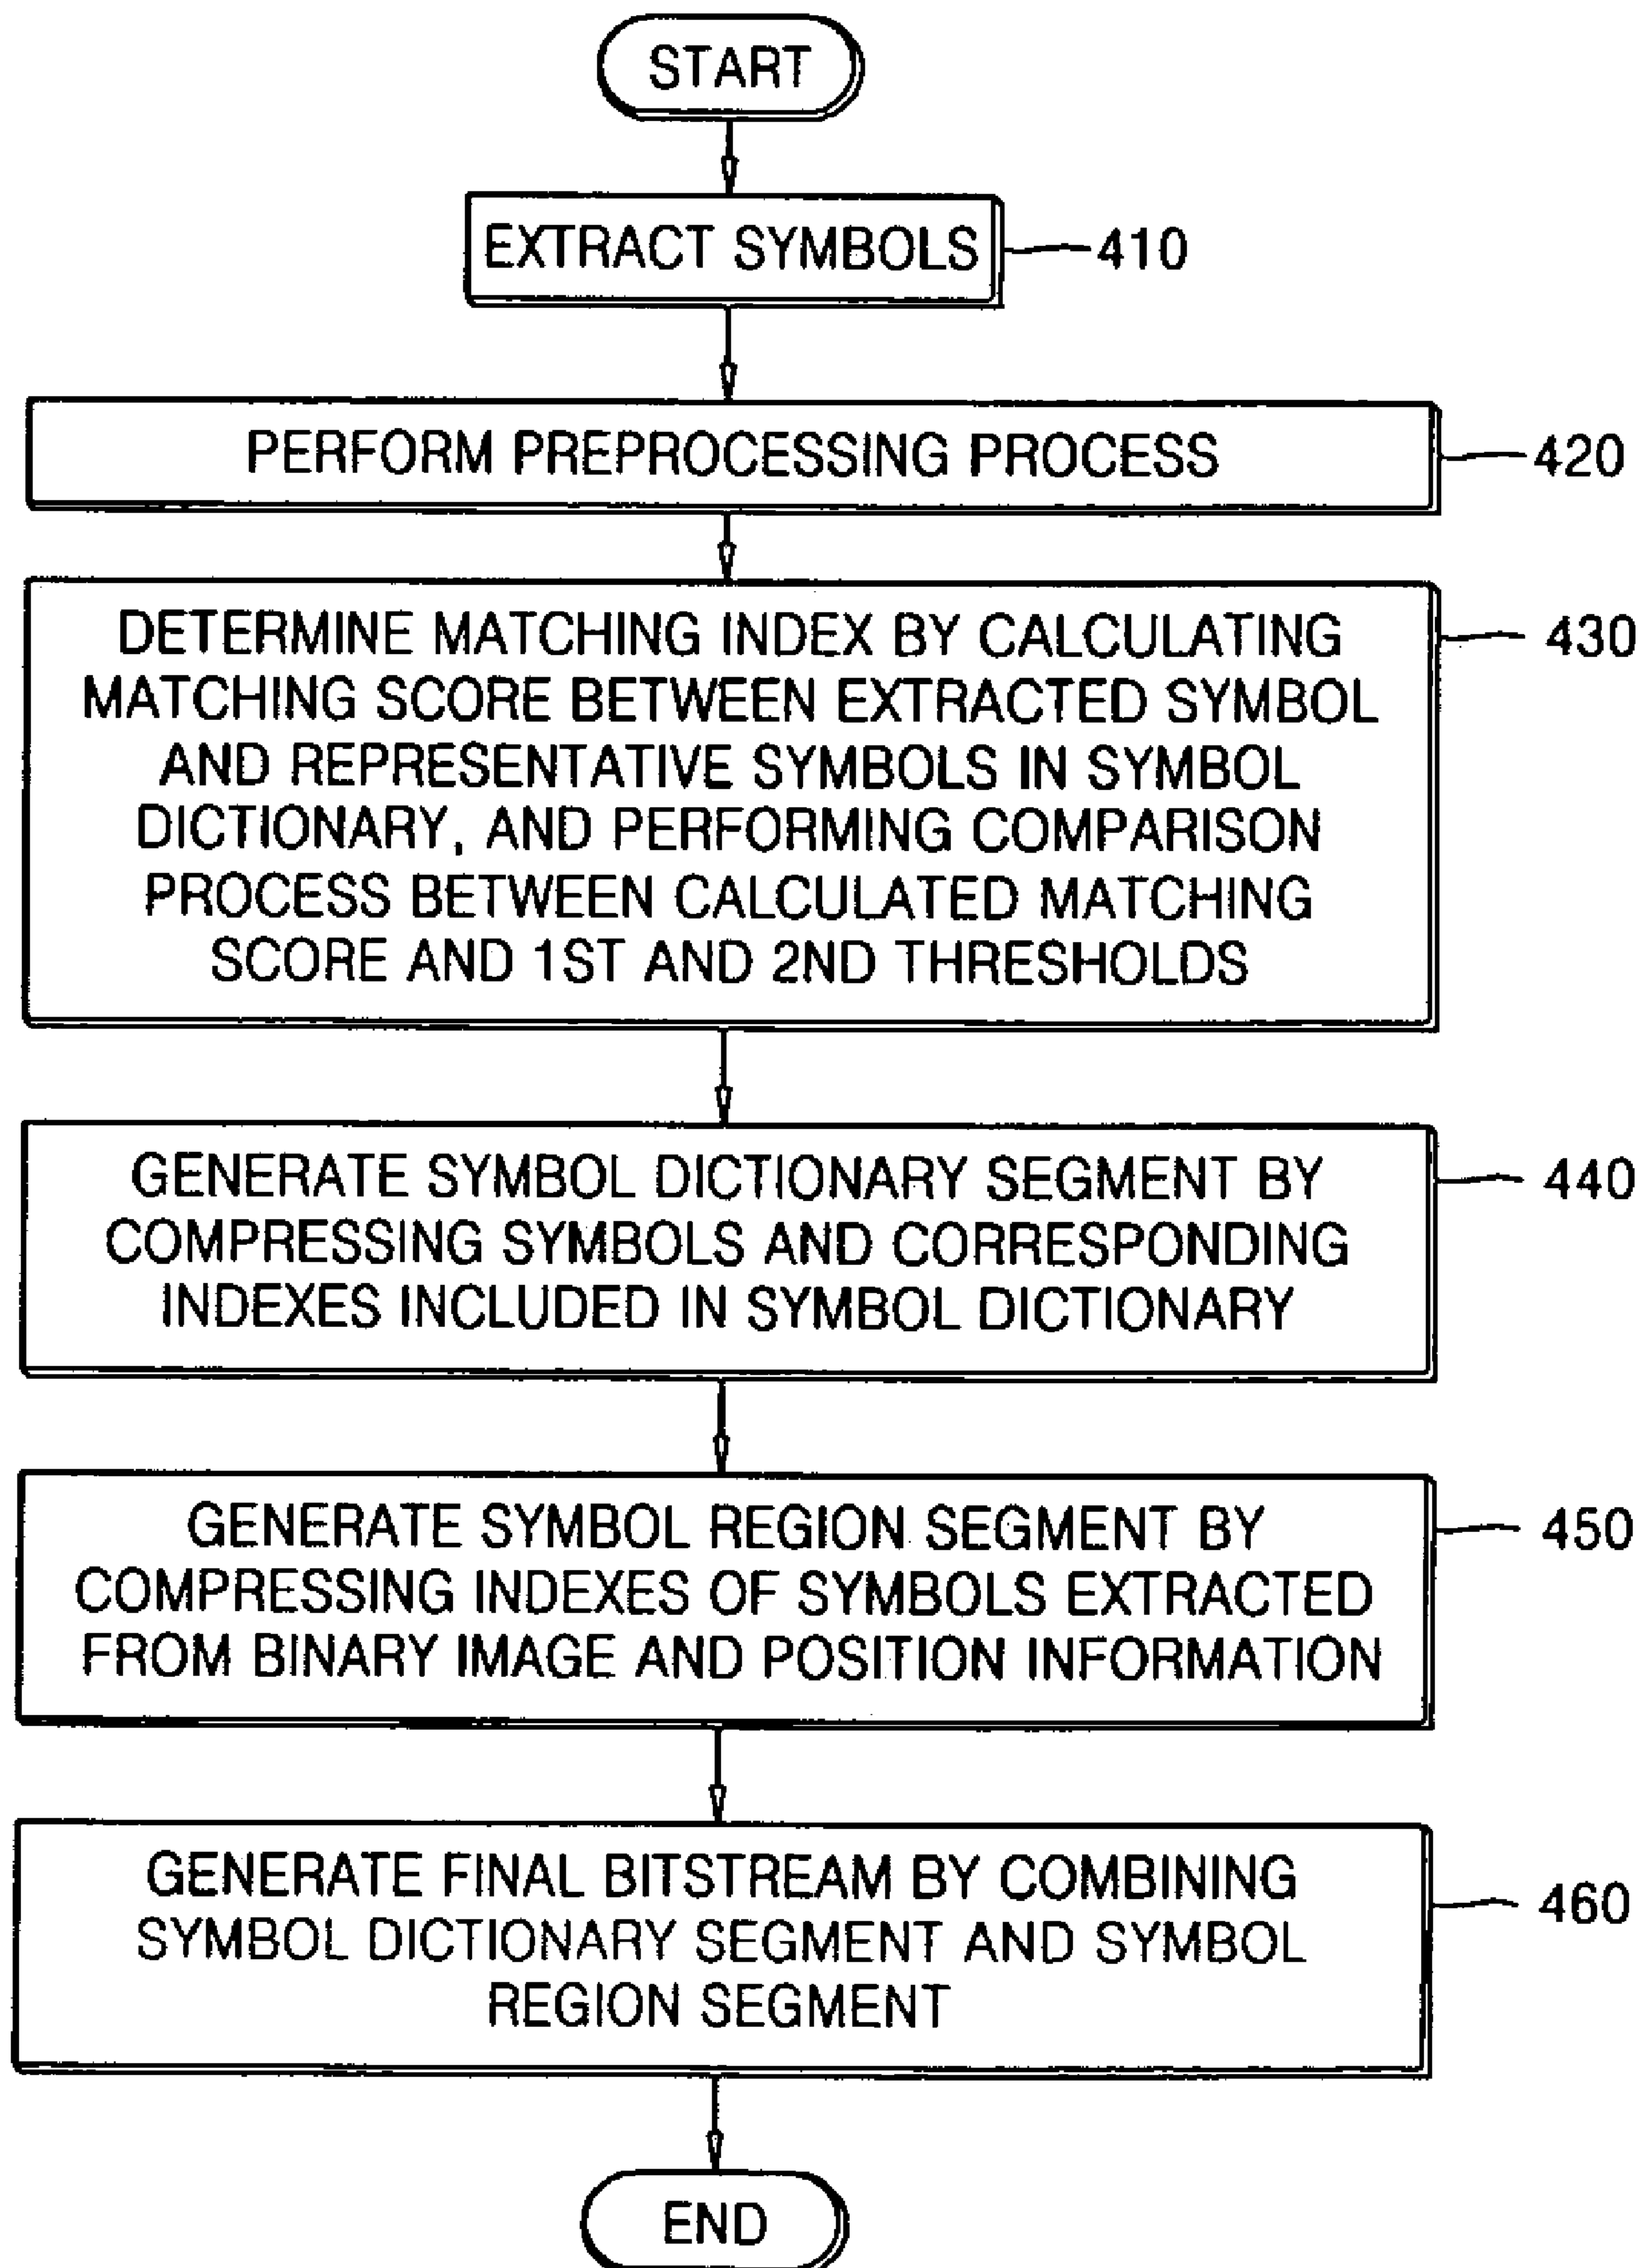 START
EXTRACT SYMBOLS
410
PERFORM PREPROCESSING PROCESS
420
DETERMINE MATCHING INDEX BY CALCULATING
MATCHING SCORE BETWEEN EXTRACTED SYMBOL
AND REPRESENTATIVE SYMBOLS IN SYMBOL
DICTIONARY, AND PERFORMING COMPARISON
PROCESS BETWEEN CALCULATED MATCHING
SCORE AND 1ST AND 2ND THRESHOLDS
430
GENERATE SYMBOL DICTIONARY SEGMENT BY
COMPRESSING SYMBOLS AND CORRESPONDING
INDEXES INCLUDED IN SYMBOL DICTIONARY
440
GENERATE SYMBOL REGION SEGMENT BY
COMPRESSING INDEXES OF SYMBOLS EXTRACTED
FROM BINARY IMAGE AND POSITION INFORMATION
450
GENERATE FINAL BITSTREAM BY COMBINING
SYMBOL DICTIONARY SEGMENT AND SYMBOL
REGION SEGMENT
460
END